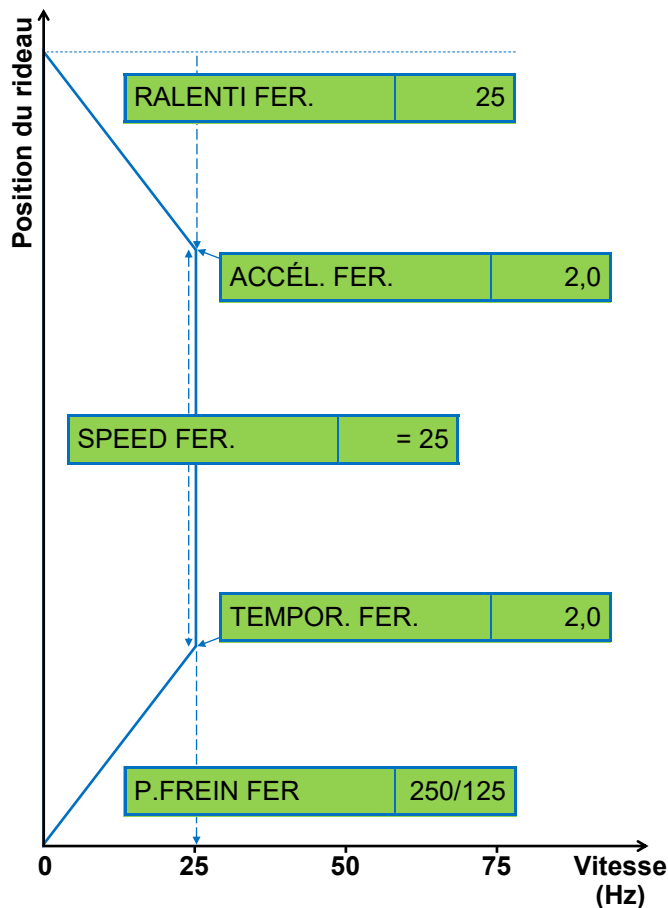 Position du rideau
RALENTI FER. 25
ACCÉL. FER. 2,0
SPEED FER. = 25
TEMPOR. FER. 2,0
P.FREIN FER 250/125
0 25 50 75 Vitesse
(Hz)